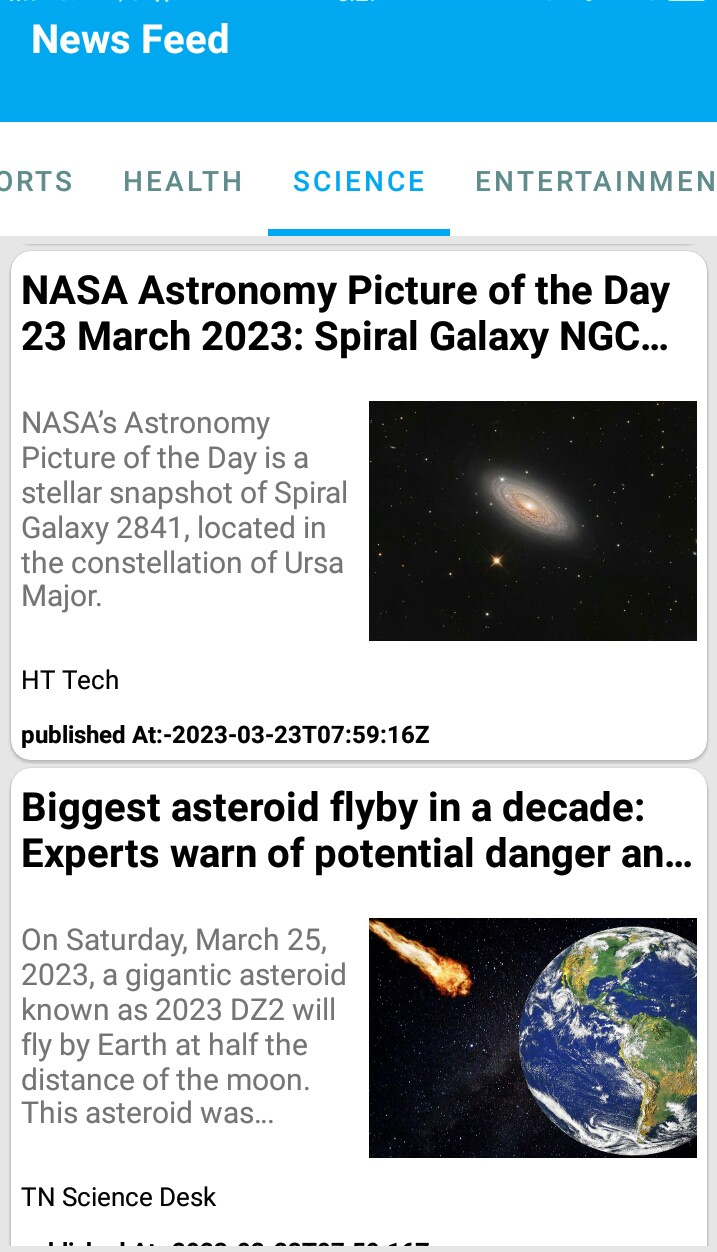 News Feed
ORTS HEALTH SCIENCE ENTERTAINMEN
NASA Astronomy Picture of the Day
23 March 2023: Spiral Galaxy NGC...
NASA’s Astronomy
Picture of the Day is a
stellar snapshot of Spiral
Galaxy 2841, located in
the constellation of Ursa
Major.
HT Tech
published At:-2023-03-23T07:59:16Z
Biggest asteroid flyby in a decade:
Experts warn of potential danger an...
On Saturday, March 25,
2023, a gigantic asteroid
known as 2023 DZ2 will
fly by Earth at half the
distance of the moon.
This asteroid was...
TN Science Desk